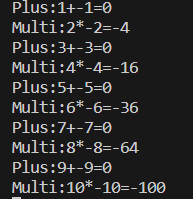 Plus:1+-1=0
Multi:2*-2=-4
Plus:3+-3=0
Multi:4*-4=-16
Plus:5+-5=0
Multi:6*-6=-36
Plus:7+-7=0
Multi:8*-8=-64
Plus:9+-9=0
Multi:10*-10=-100